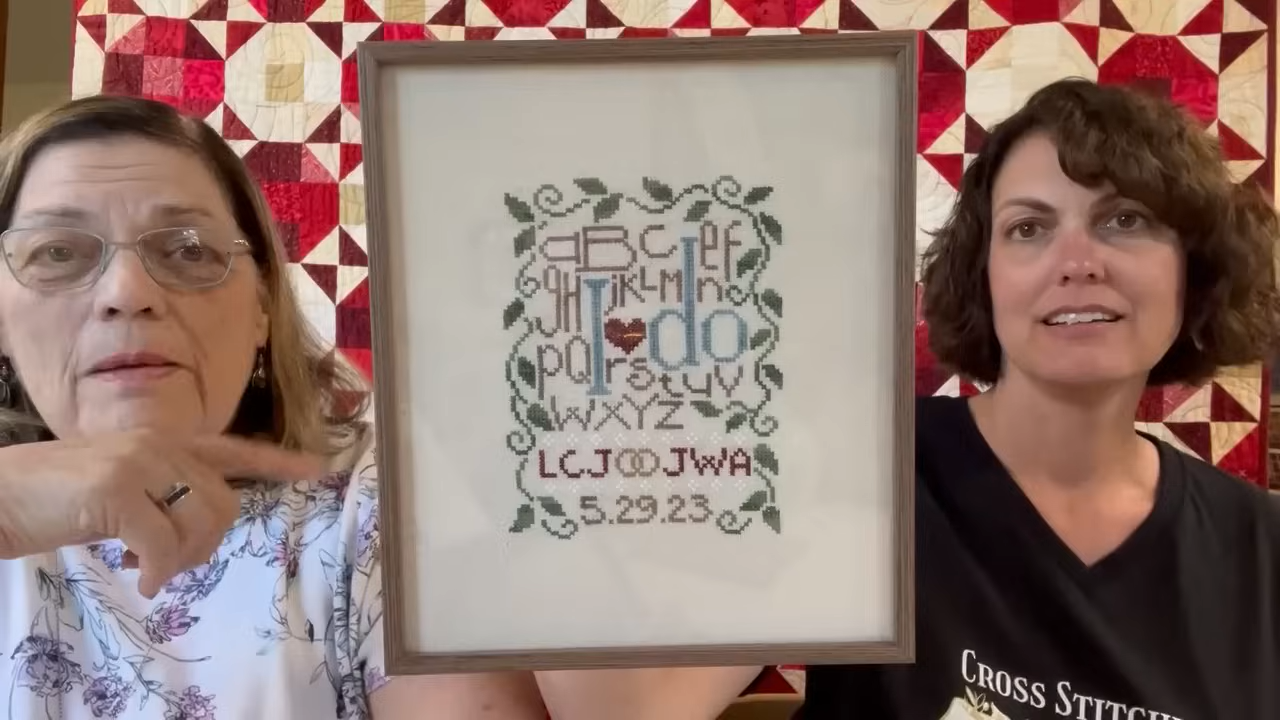 aBCdef
gHIjKLMn
I do
pQrstuv
WXYZ
LCJ JWA
5.29.23
CROSS STITCH